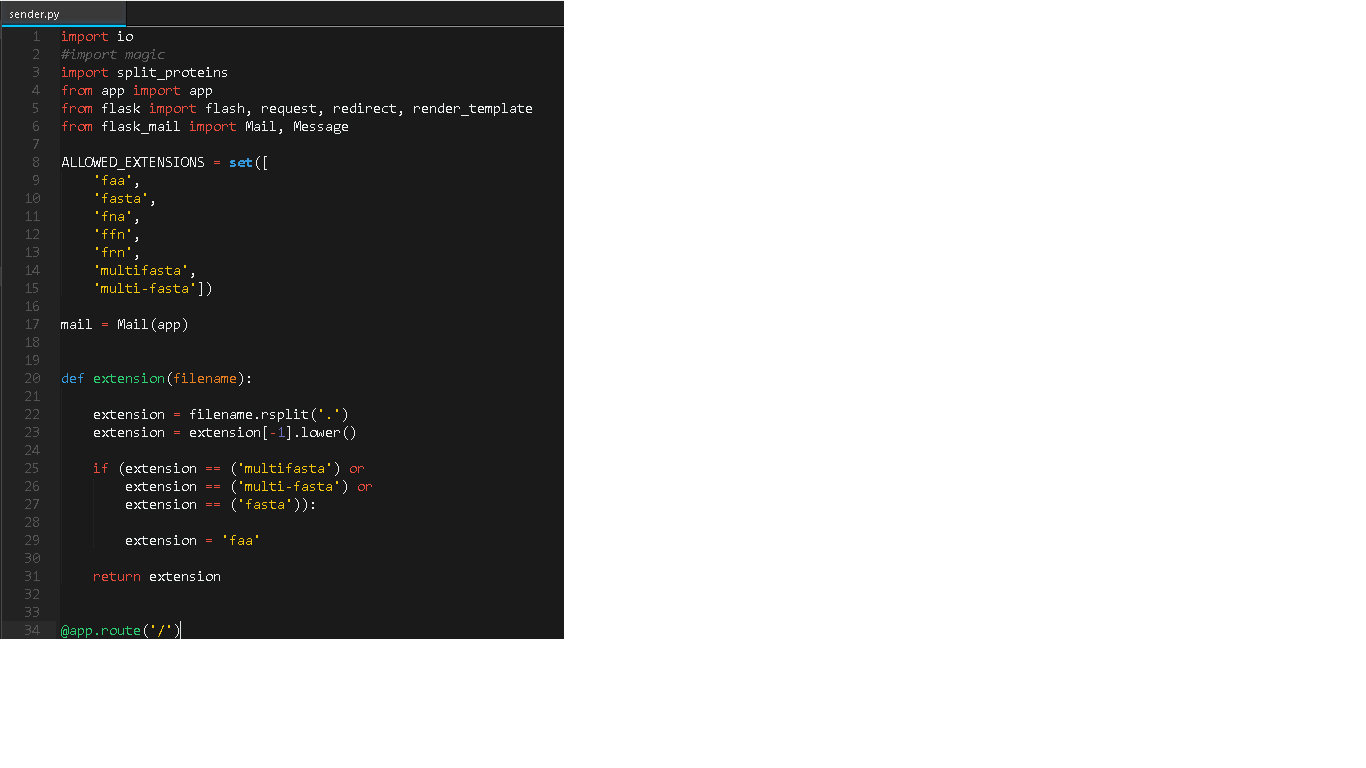 sender.py
1 import io
2 #import magic
3 import split_proteins
4 from app import app
5 from flask import flash, request, redirect, render_template
6 from flask_mail import Mail, Message
7
8 ALLOWED_EXTENSIONS = set([
9     'faa',
10     'fasta',
11     'fna',
12     'ffn',
13     'frn',
14     'multifasta',
15     'multi-fasta'])
16
17 mail = Mail(app)
18
19
20 def extension(filename):
21
22     extension = filename.rsplit('.')
23     extension = extension[-1].lower()
24
25     if (extension == ('multifasta') or
26         extension == ('multi-fasta') or
27         extension == ('fasta')):
28
29         extension = 'faa'
30
31     return extension
32
33
34 @app.route('/')